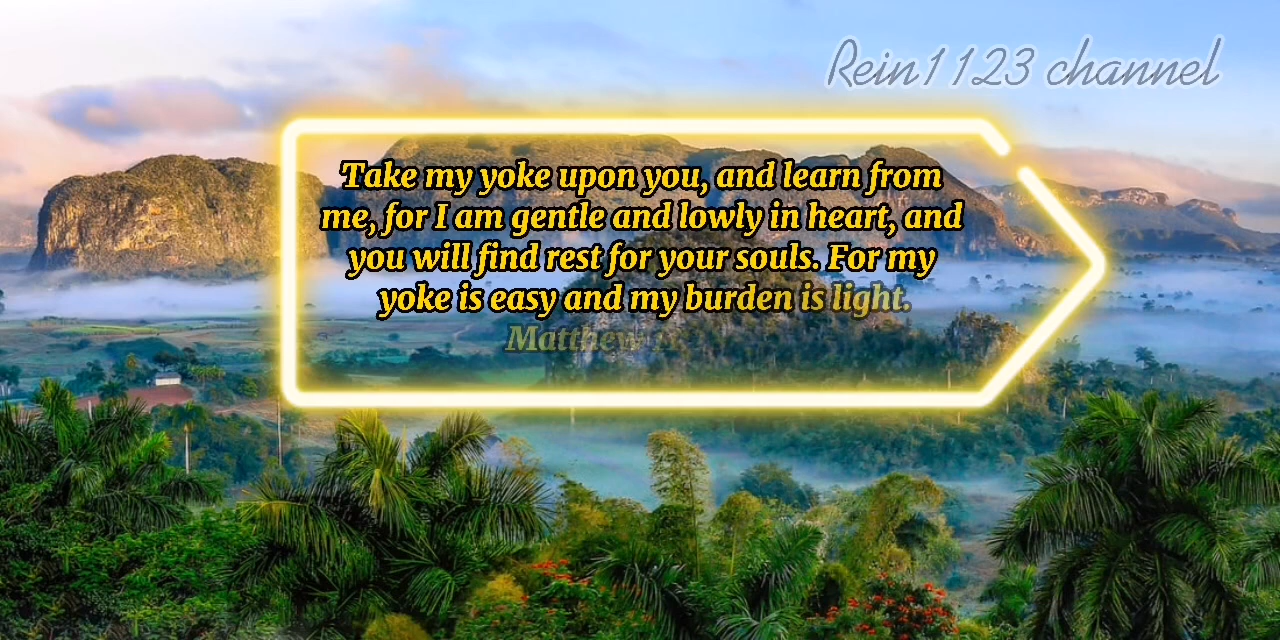 Rein1123 channel
Take my yoke upon you, and learn from
me, for I am gentle and lowly in heart, and
you will find rest for your souls. For my
yoke is easy and my burden is light.
Matthew